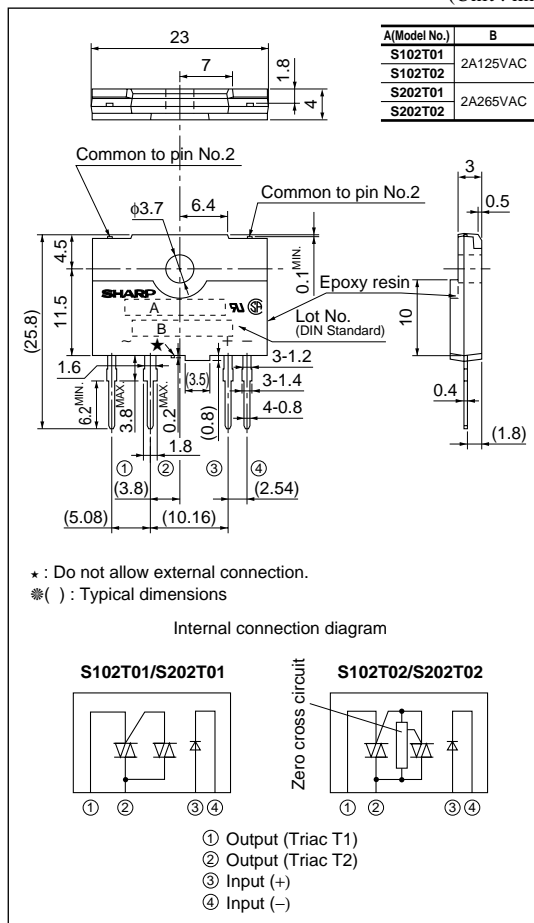 (Unit : mm)
A(Model No.) B
S102T01
S102T02
2A125VAC
S202T01
S202T02
2A265VAC
23
7
1.8
4
Common to pin No.2
Common to pin No.2
φ3.7
6.4
3
0.5
4.5
11.5
(25.8)
0.1MIN.
SHARP
A
B
Epoxy resin
Lot No.
(DIN Standard)
10
~ ★ + −
1.6
6.2MIN.
3.8MAX.
0.2MAX.
(3.5)
(0.8)
3-1.2
3-1.4
4-0.8
0.4
(1.8)
1.8
① ② ③ ④
(3.8)
(2.54)
(5.08)
(10.16)
★ : Do not allow external connection.
❋( ) : Typical dimensions
Internal connection diagram
S102T01/S202T01
S102T02/S202T02
Zero cross circuit
① ② ③ ④
① ② ③ ④
① Output (Triac T1)
② Output (Triac T2)
③ Input (+)
④ Input (−)